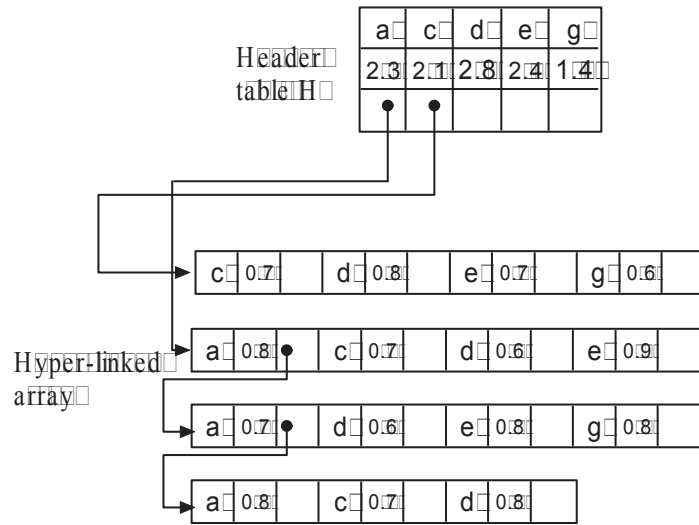 a c d e g
Header
table H
2.3 2.1 2.8 2.4 1.4
c 0.7 d 0.8 e 0.7 g 0.6
a 0.8 c 0.7 d 0.6 e 0.9
Hyper-linked
array
a 0.7 d 0.6 e 0.8 g 0.8
a 0.8 c 0.7 d 0.8